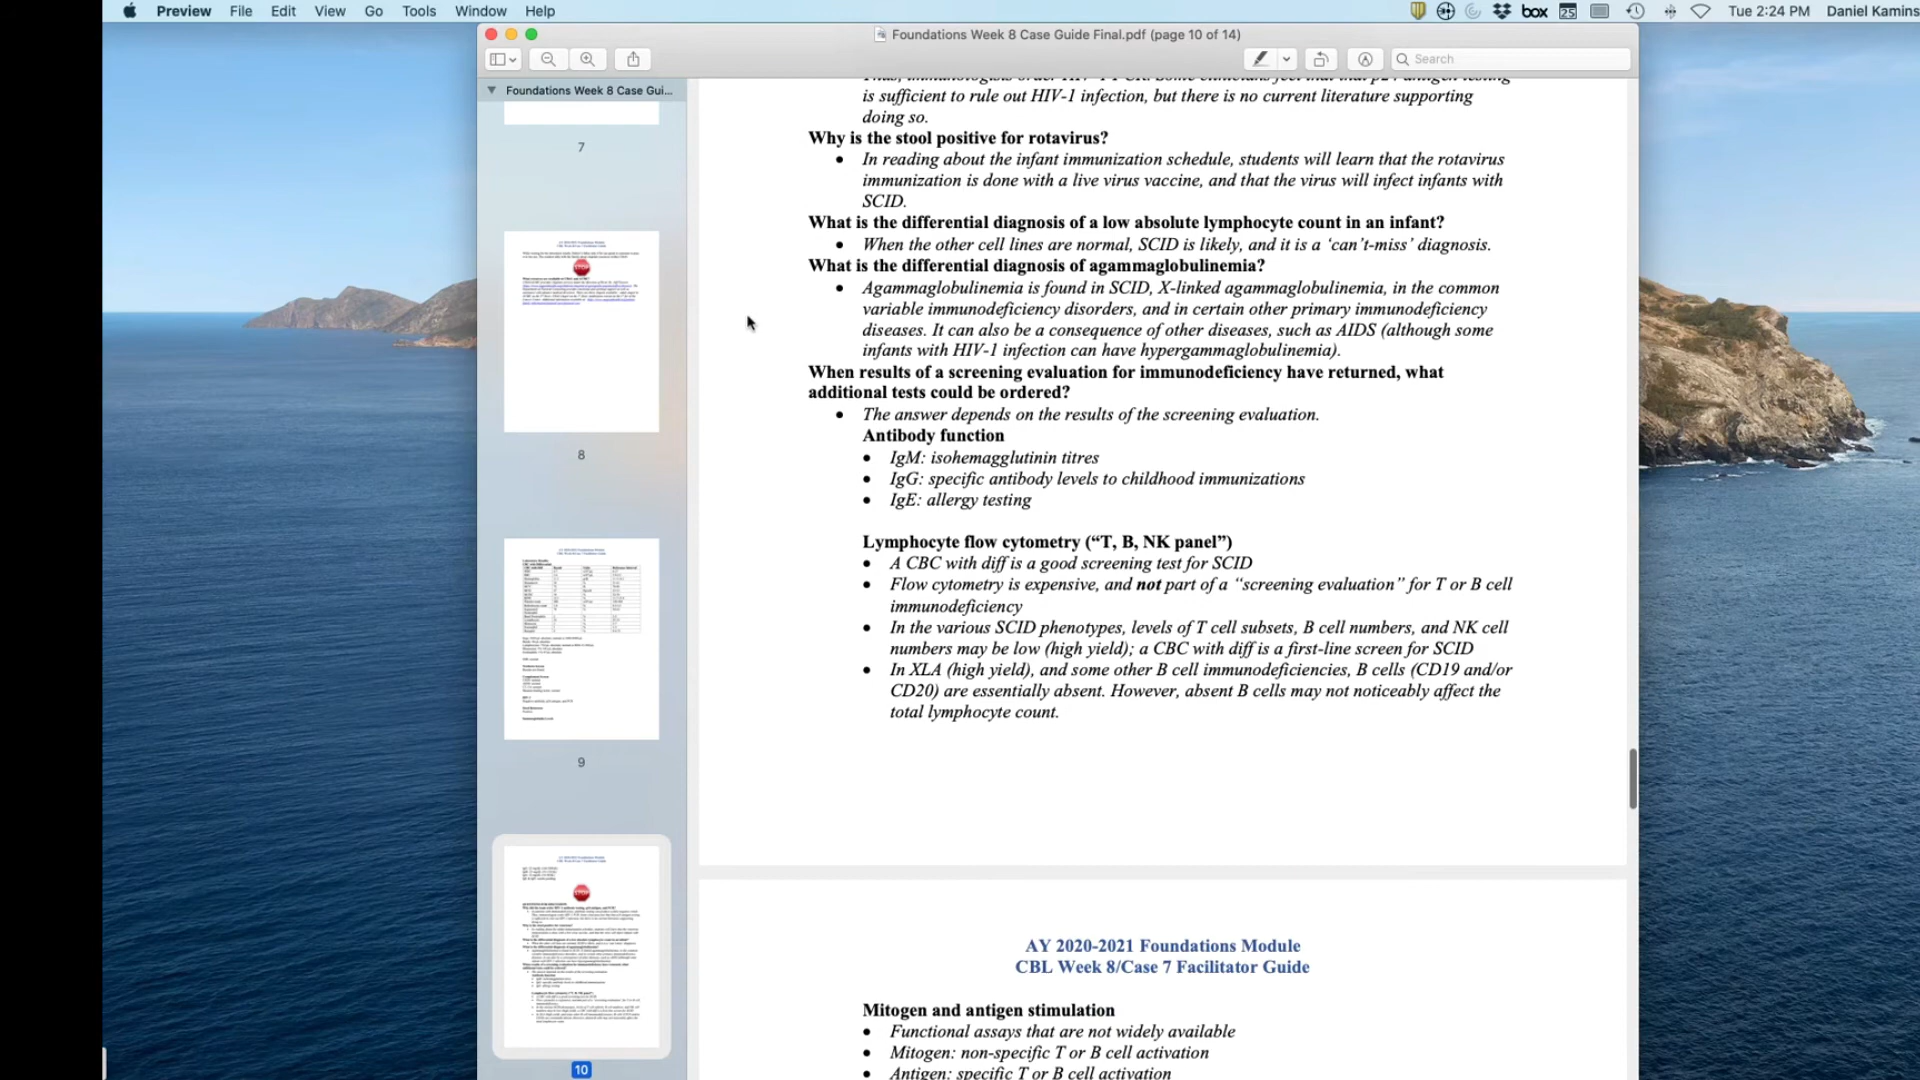 Preview File Edit View Go Tools Window Help
box 25 Tue 2:24 PM Daniel Kamins
Foundations Week 8 Case Guide Final.pdf (page 10 of 14)
Search
Foundations Week 8 Case Gui...
7
8
9
10
is sufficient to rule out HIV-1 infection, but there is no current literature supporting
doing so.
Why is the stool positive for rotavirus?
• In reading about the infant immunization schedule, students will learn that the rotavirus
immunization is done with a live virus vaccine, and that the virus will infect infants with
SCID.
What is the differential diagnosis of a low absolute lymphocyte count in an infant?
• When the other cell lines are normal, SCID is likely, and it is a ‘can’t-miss’ diagnosis.
What is the differential diagnosis of agammaglobulinemia?
• Agammaglobulinemia is found in SCID, X-linked agammaglobulinemia, in the common
variable immunodeficiency disorders, and in certain other primary immunodeficiency
diseases. It can also be a consequence of other diseases, such as AIDS (although some
infants with HIV-1 infection can have hypergammaglobulinemia).
When results of a screening evaluation for immunodeficiency have returned, what
additional tests could be ordered?
• The answer depends on the results of the screening evaluation.
Antibody function
• IgM: isohemagglutinin titres
• IgG: specific antibody levels to childhood immunizations
• IgE: allergy testing
Lymphocyte flow cytometry (“T, B, NK panel”)
• A CBC with diff is a good screening test for SCID
• Flow cytometry is expensive, and not part of a “screening evaluation” for T or B cell
immunodeficiency
• In the various SCID phenotypes, levels of T cell subsets, B cell numbers, and NK cell
numbers may be low (high yield); a CBC with diff is a first-line screen for SCID
• In XLA (high yield), and some other B cell immunodeficiencies, B cells (CD19 and/or
CD20) are essentially absent. However, absent B cells may not noticeably affect the
total lymphocyte count.
AY 2020-2021 Foundations Module
CBL Week 8/Case 7 Facilitator Guide
Mitogen and antigen stimulation
• Functional assays that are not widely available
• Mitogen: non-specific T or B cell activation
• Antigen: specific T or B cell activation